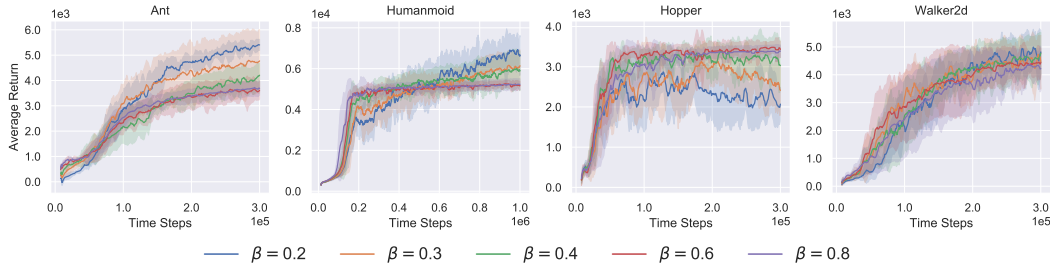 Ant
Humanmoid
Hopper
Walker2d
1e3
1e4
1e3
1e3
Average Return
6.0
5.0
4.0
3.0
2.0
1.0
0.0
0.8
0.6
0.4
0.2
0.0
4.0
3.0
2.0
1.0
0.0
5.0
4.0
3.0
2.0
1.0
0.0
0.0 1.0 2.0 3.0
0.0 0.2 0.4 0.6 0.8 1.0
0.0 1.0 2.0 3.0
0.0 1.0 2.0 3.0
Time Steps 1e5
Time Steps 1e6
Time Steps 1e5
Time Steps 1e5
β = 0.2 β = 0.3 β = 0.4 β = 0.6 β = 0.8